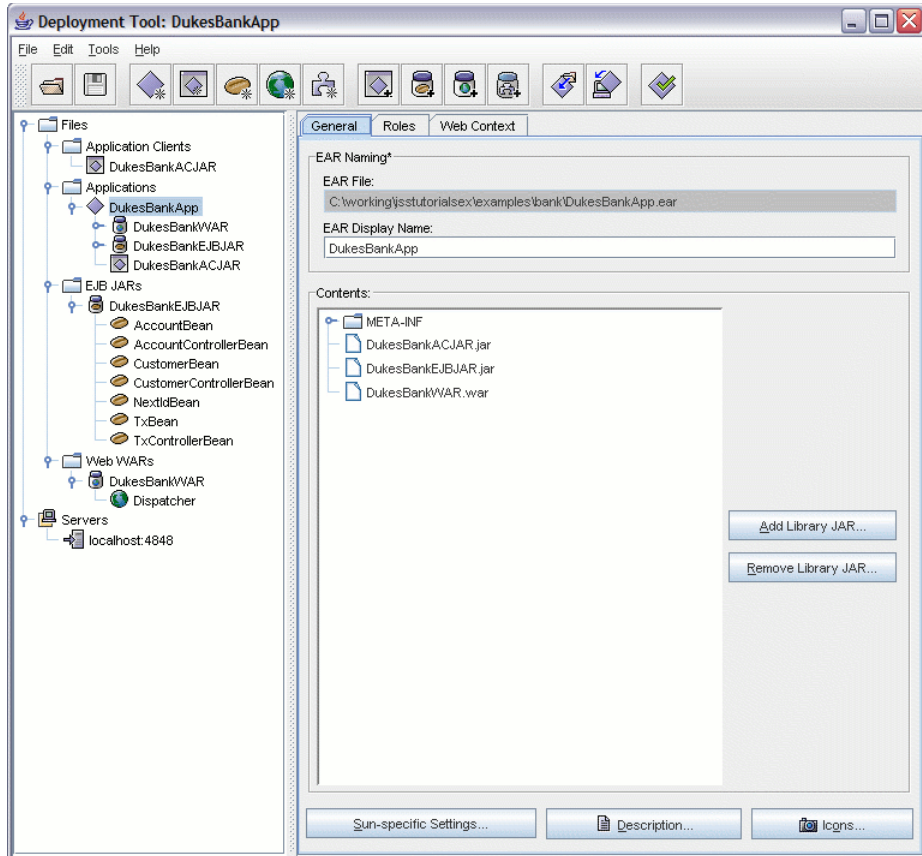 Deployment Tool: DukesBankApp
File Edit Tools Help
Files
Application Clients
DukesBankACJAR
Applications
DukesBankApp
DukesBankWAR
DukesBankEJBJAR
DukesBankACJAR
EJB JARs
DukesBankEJBJAR
AccountBean
AccountControllerBean
CustomerBean
CustomerControllerBean
NextIdBean
TxBean
TxControllerBean
Web WARs
DukesBankWAR
Dispatcher
Servers
localhost:4848
General Roles Web Context
EAR Naming*
EAR File:
C:\working\jsstutorialsex\examples\bank\DukesBankApp.ear
EAR Display Name:
DukesBankApp
Contents:
META-INF
DukesBankACJAR.jar
DukesBankEJBJAR.jar
DukesBankWAR.war
Add Library JAR...
Remove Library JAR...
Sun-specific Settings... Description... Icons...